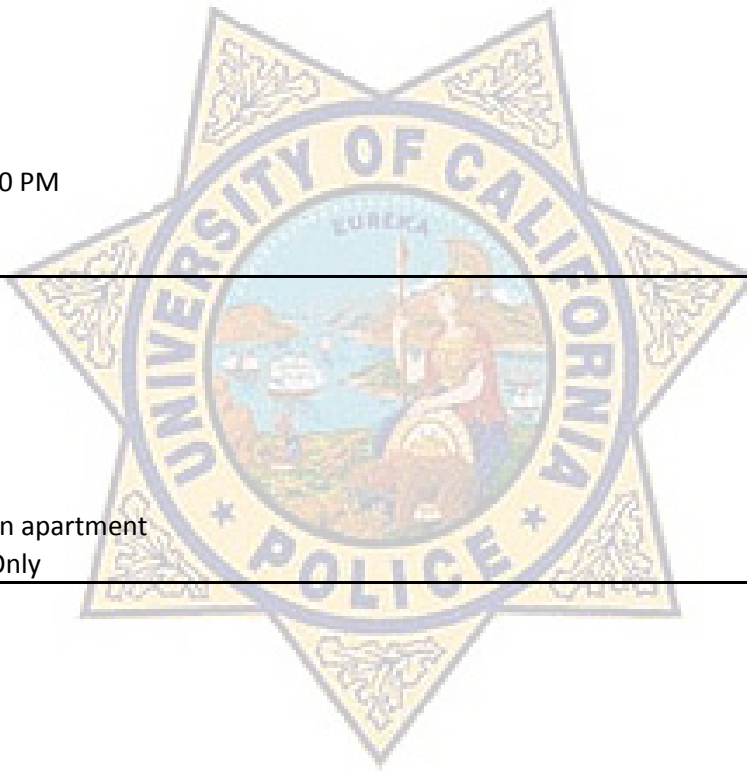 0 PM
UNIVERSITY OF CALIFORNIA
EUREKA
n apartment
Only
* POLICE *